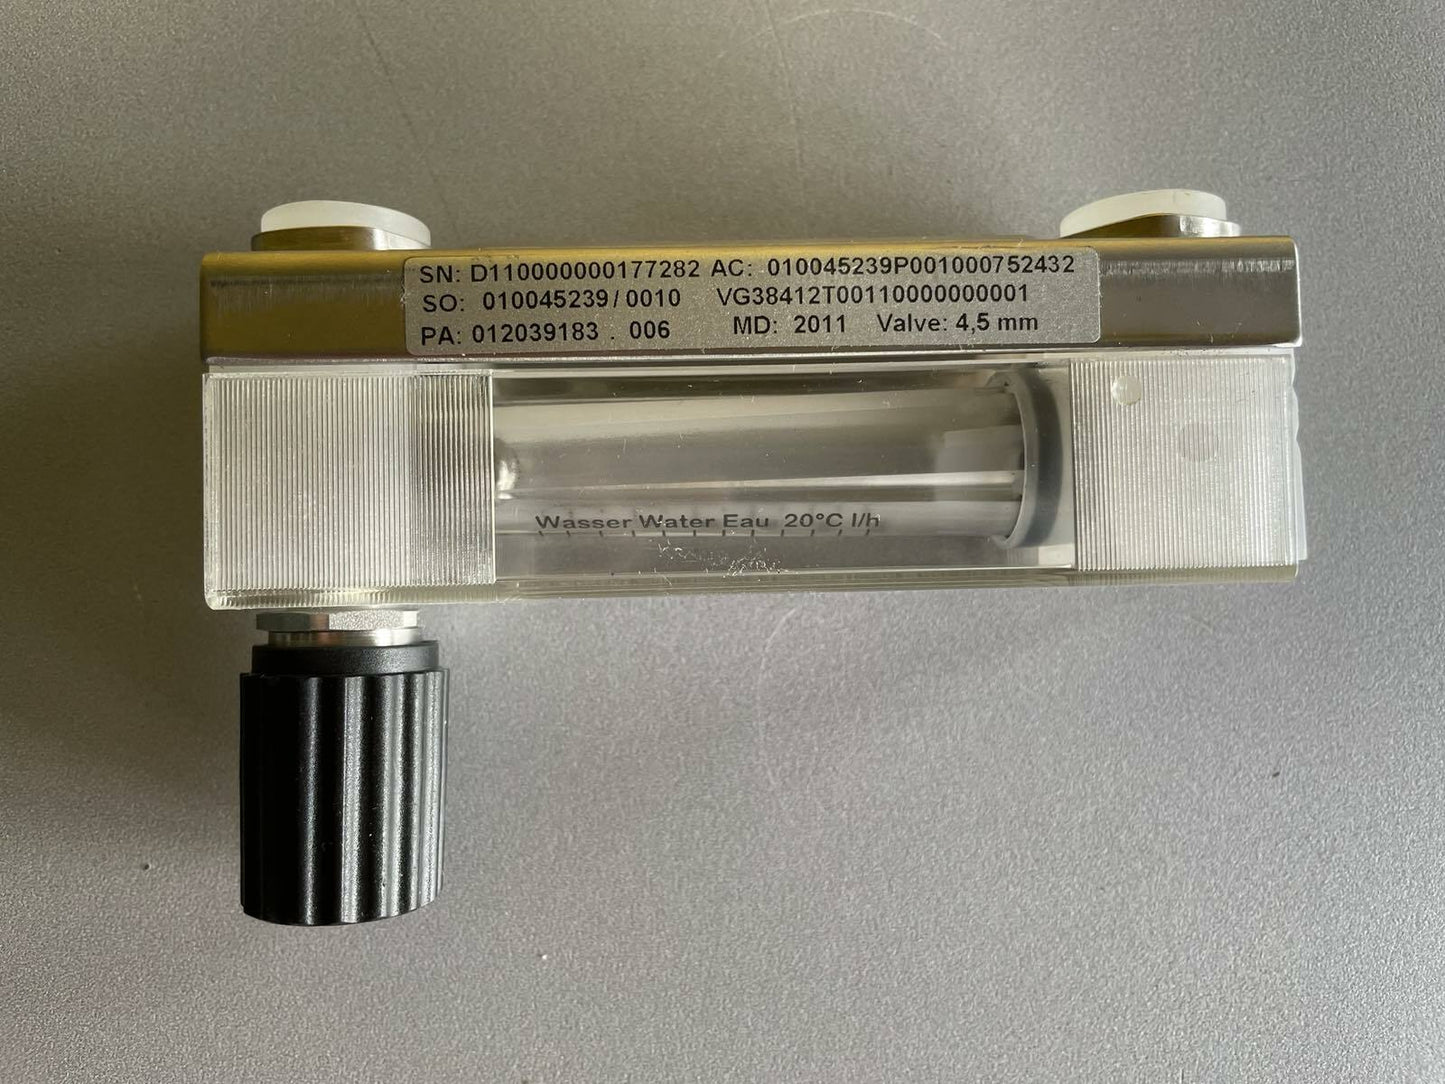 SN: D110000000177282 AC: 010045239P001000752432
SO: 010045239/0010 VG38412T00110000000001
PA: 012039183 . 006 MD: 2011 Valve: 4,5 mm
Wasser Water Eau 20°C l/h